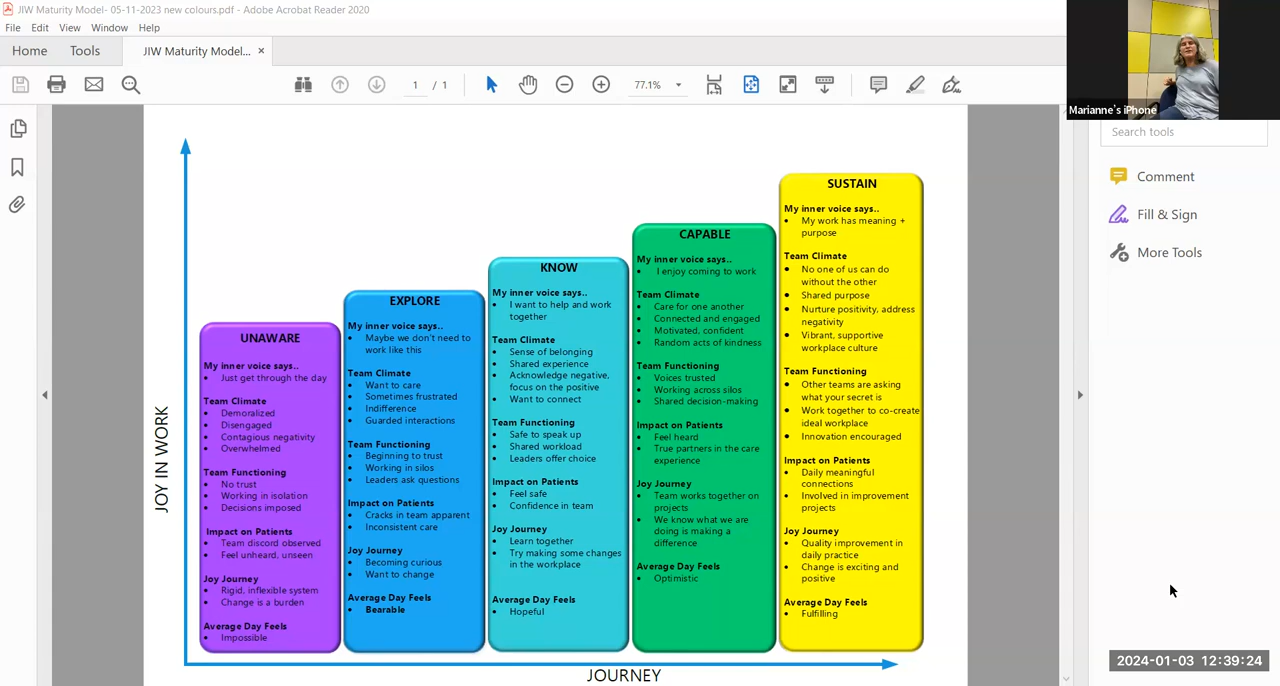 JIW Maturity Model- 05-11-2023 new colours.pdf - Adobe Acrobat Reader 2020
File Edit View Window Help
Home Tools JIW Maturity Model... ×
1 / 1 77.1%
Marianne's iPhone
Search tools
Comment
Fill & Sign
More Tools
JOY IN WORK
UNAWARE
My inner voice says..
• Just get through the day
Team Climate
• Demoralized
• Disengaged
• Contagious negativity
• Overwhelmed
Team Functioning
• No trust
• Working in isolation
• Decisions imposed
Impact on Patients
• Team discord observed
• Feel unheard, unseen
Joy Journey
• Rigid, inflexible system
• Change is a burden
Average Day Feels
• Impossible
EXPLORE
My inner voice says..
• Maybe we don't need to
work like this
Team Climate
• Want to care
• Sometimes frustrated
• Indifference
• Guarded interactions
Team Functioning
• Beginning to trust
• Working in silos
• Leaders ask questions
Impact on Patients
• Cracks in team apparent
• Inconsistent care
Joy Journey
• Becoming curious
• Want to change
Average Day Feels
• Bearable
KNOW
My inner voice says..
• I want to help and work
together
Team Climate
• Sense of belonging
• Shared experience
• Acknowledge negative,
focus on the positive
• Want to connect
Team Functioning
• Safe to speak up
• Shared workload
• Leaders offer choice
Impact on Patients
• Feel safe
• Confidence in team
Joy Journey
• Learn together
• Try making some changes
in the workplace
Average Day Feels
• Hopeful
CAPABLE
My inner voice says..
• I enjoy coming to work
Team Climate
• Care for one another
• Connected and engaged
• Motivated, confident
• Random acts of kindness
Team Functioning
• Voices trusted
• Working across silos
• Shared decision-making
Impact on Patients
• Feel heard
• True partners in the care
experience
Joy Journey
• Team works together on
projects
• We know what we are
doing is making a
difference
Average Day Feels
• Optimistic
SUSTAIN
My inner voice says..
• My work has meaning +
purpose
Team Climate
• No one of us can do
without the other
• Shared purpose
• Nurture positivity, address
negativity
• Vibrant, supportive
workplace culture
Team Functioning
• Other teams are asking
what your secret is
• Work together to co-create
ideal workplace
• Innovation encouraged
Impact on Patients
• Daily meaningful
connections
• Involved in improvement
projects
Joy Journey
• Quality improvement in
daily practice
• Change is exciting and
positive
Average Day Feels
• Fulfilling
JOURNEY
2024-01-03 12:39:24